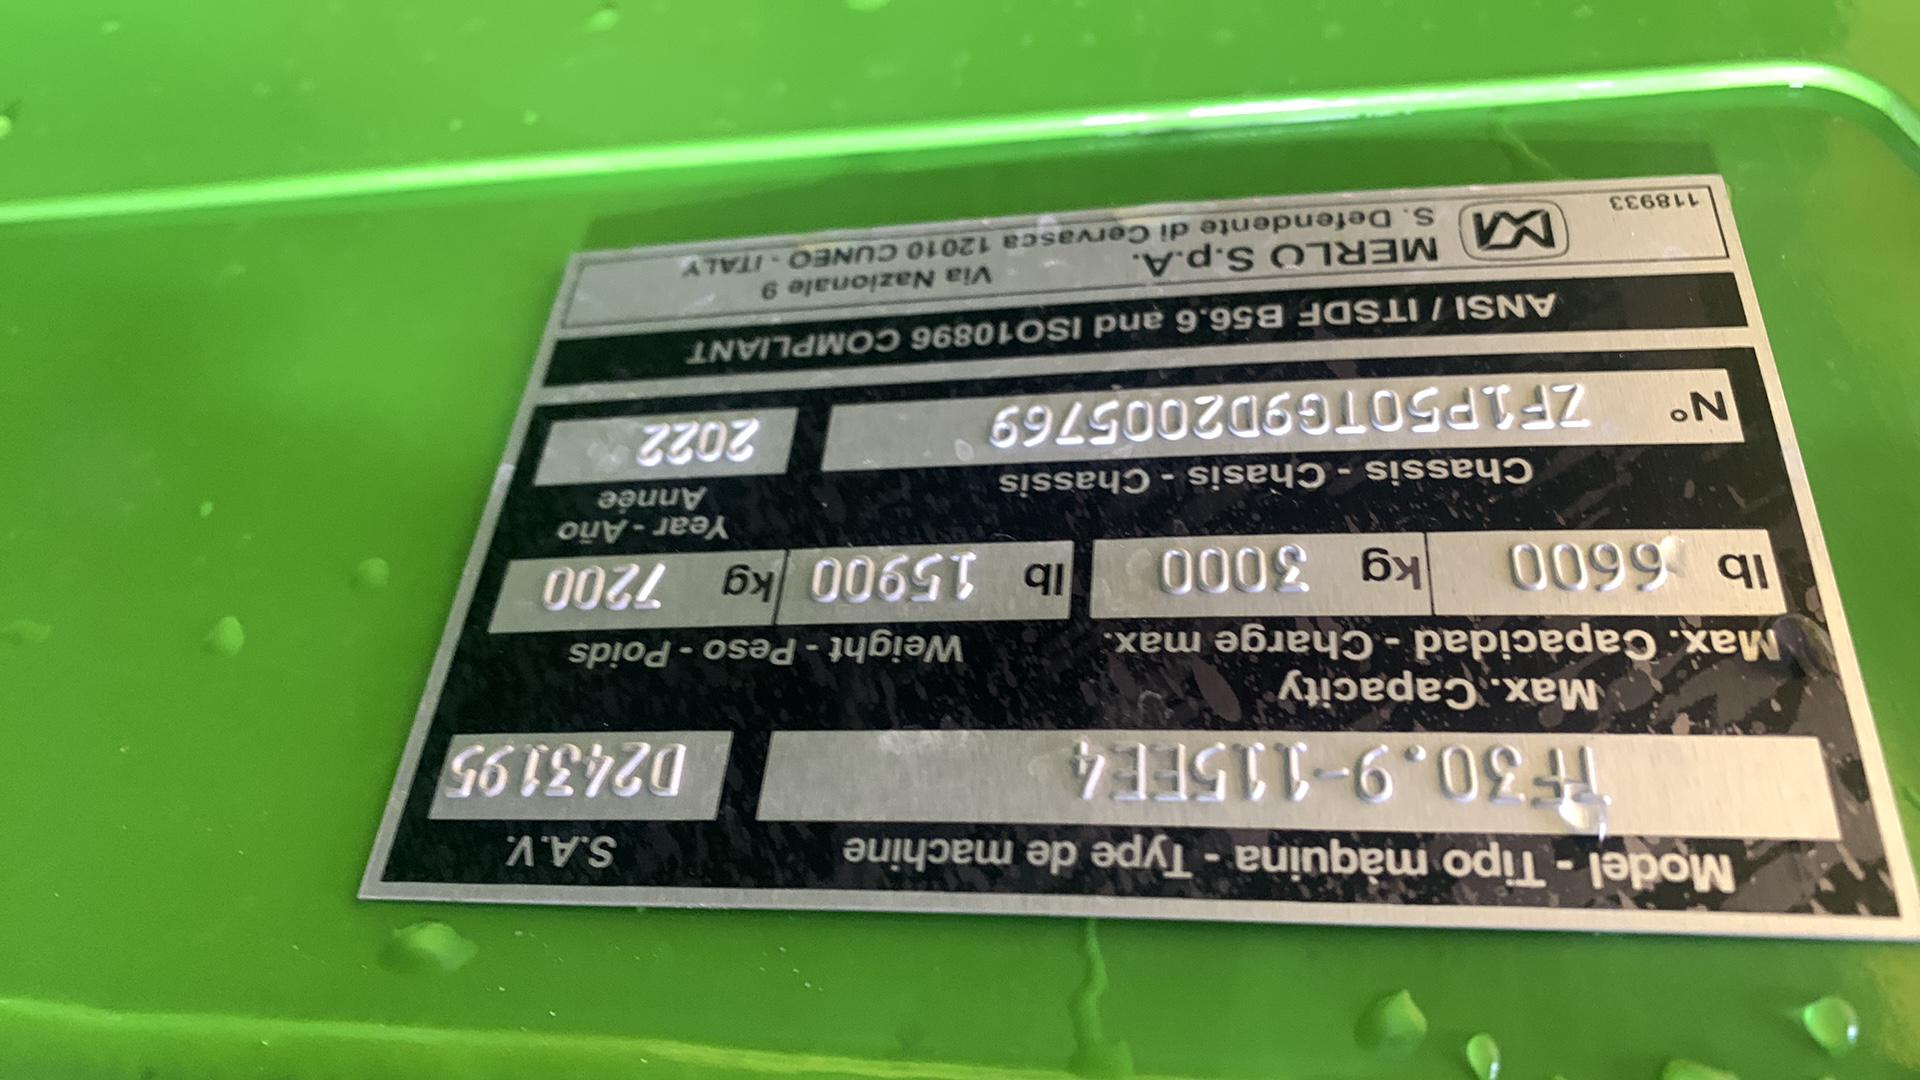 Model - Tipo màquina - Type de machine S.A.V.
TF30.9-115EE4 D243195
Max. Capacity
Max. Capacidad - Charge max. Weight - Peso - Poids
lb 6600 kg 3000 lb 15900 kg 7200
Year - Año
Chassis - Chasis - Chassis Année
N° ZF1P50TG9D2005769 2022
ANSI / ITSDF B56.6 and ISO10896 COMPLIANT
MERLO S.p.A. Via Nazionale 9
S. Defendente di Cervasca 12010 CUNEO - ITALY
118933